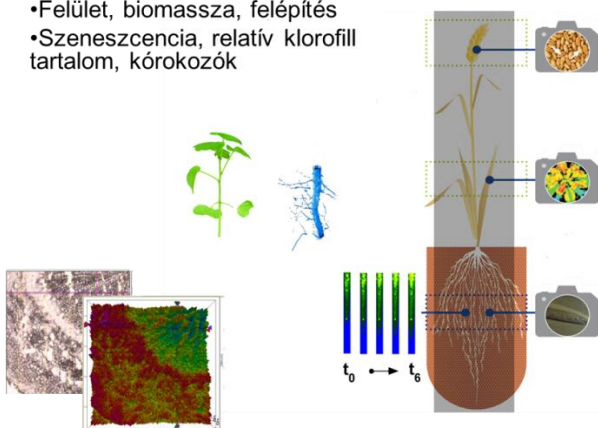 •Felület, biomassza, felépítés
•Szeneszcencia, relatív klorofill
tartalom, kórokozók
t0 t6